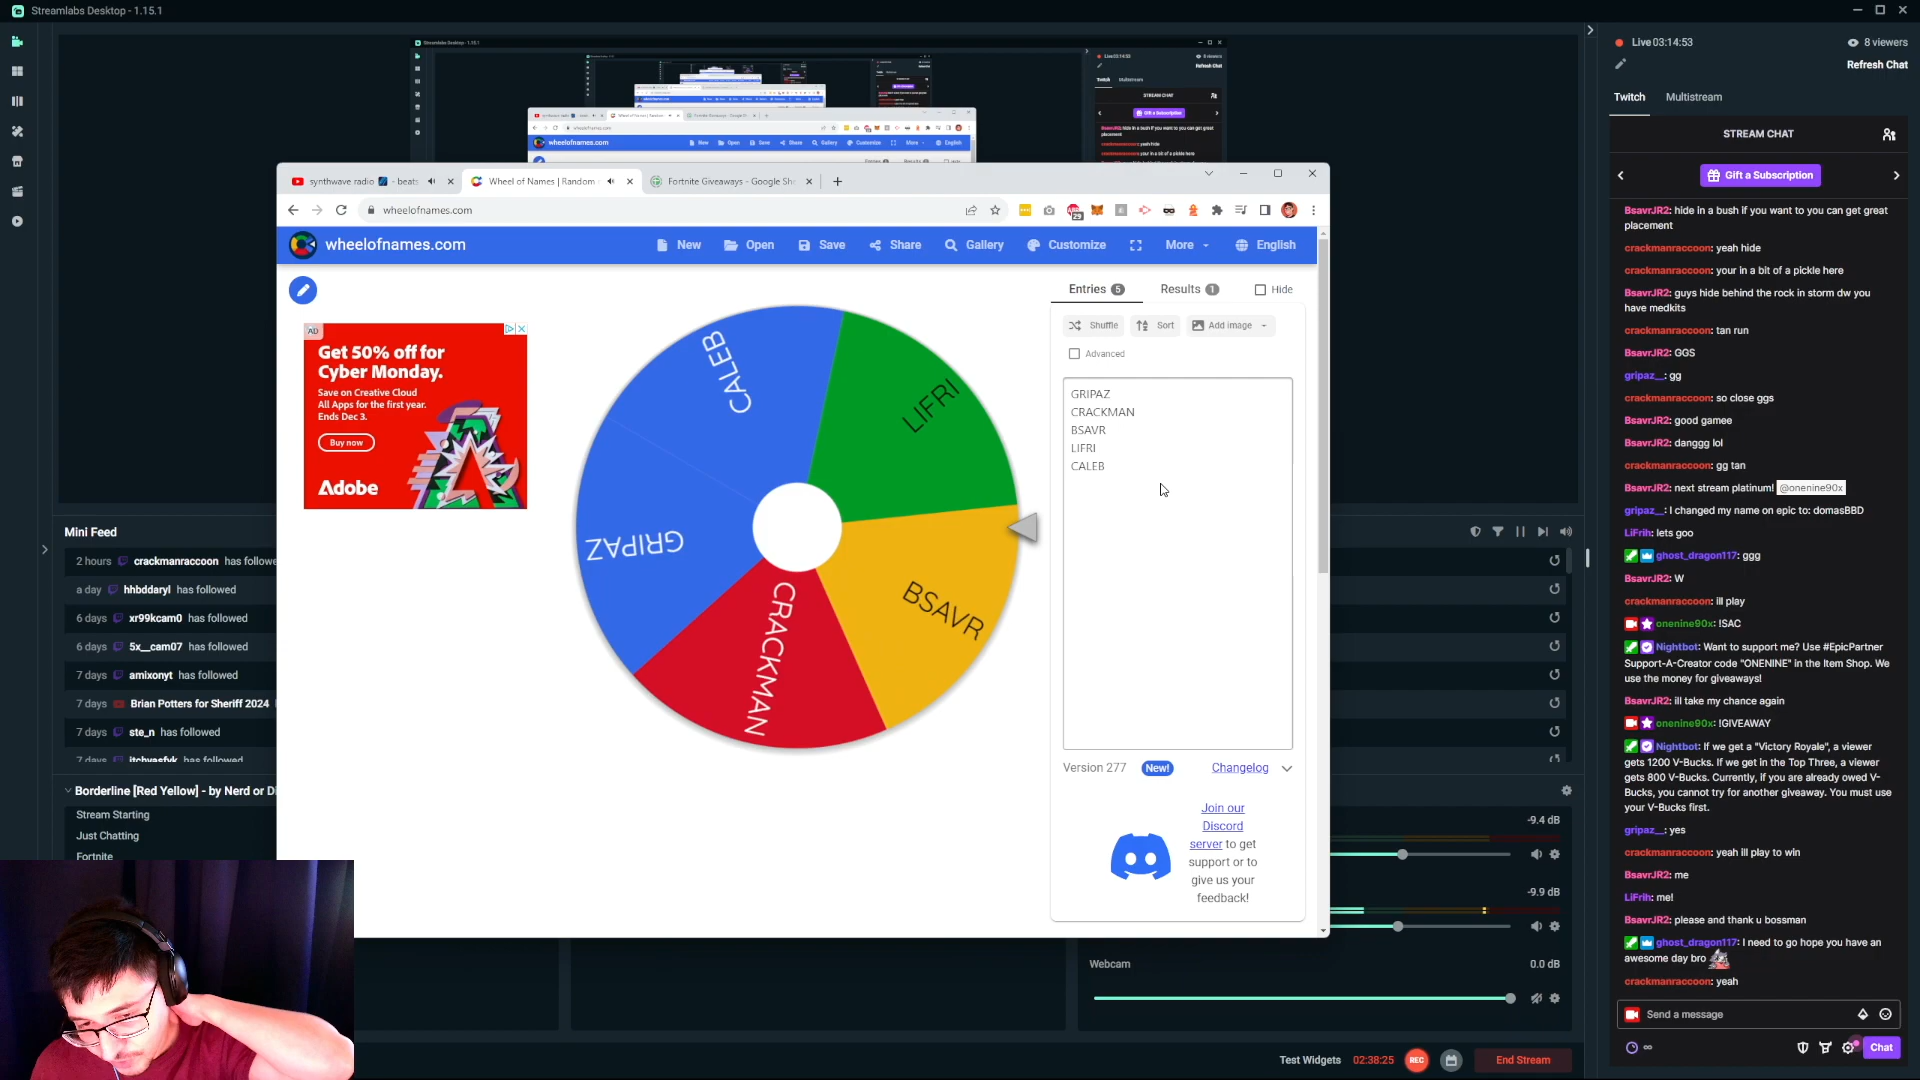 Streamlabs Desktop - 1.15.1
Live 03:14:53
8 viewers
Refresh Chat
Twitch
Multistream
STREAM CHAT
Gift a Subscription
BsavrJR2: hide in a bush if you want to you can get great
placement
crackmanraccoon: yeah hide
crackmanraccoon: your in a bit of a pickle here
BsavrJR2: guys hide behind the rock in storm dw you
have medkits
crackmanraccoon: tan run
BsavrJR2: GGS
gripaz__: gg
crackmanraccoon: so close ggs
BsavrJR2: good gamee
BsavrJR2: danggg lol
crackmanraccoon: gg tan
BsavrJR2: next stream platinum! @onenine90x
gripaz__: I changed my name on epic to: domasBBD
LiFrih: lets goo
ghost_dragon117: ggg
BsavrJR2: W
crackmanraccoon: ill play
onenine90x: !SAC
Nightbot: Want to support me? Use #EpicPartner
Support-A-Creator code "ONENINE" in the Item Shop. We
use the money for giveaways!
BsavrJR2: ill take my chance again
onenine90x: !GIVEAWAY
Nightbot: If we get a "Victory Royale", a viewer
gets 1200 V-Bucks. If we get in the Top Three, a viewer
gets 800 V-Bucks. Currently, if you are already owed V-
Bucks, you cannot try for another giveaway. You must use
your V-Bucks first.
gripaz__: yes
crackmanraccoon: yeah ill play to win
BsavrJR2: me
LiFrih: me!
BsavrJR2: please and thank u bossman
ghost_dragon117: I need to go hope you have an
awesome day bro
crackmanraccoon: yeah
Send a message
Chat
synthwave radio - beats
Wheel of Names | Random
Fortnite Giveaways - Google Sh
wheelofnames.com
29
wheelofnames.com
New
Open
Save
Share
Gallery
Customize
More
English
AD
Get 50% off for
Cyber Monday.
Save on Creative Cloud
All Apps for the first year.
Ends Dec 3.
Buy now
Adobe
CALEB
LIFRI
GRIPAZ
BSAVR
CRACKMAN
Entries 5
Results 1
Hide
Shuffle
Sort
Add image
Advanced
GRIPAZ
CRACKMAN
BSAVR
LIFRI
CALEB
Version 277
New!
Changelog
Join our
Discord
server to get
support or to
give us your
feedback!
Mini Feed
2 hours crackmanraccoon has followe
a day hhbddaryl has followed
6 days xr99kcam0 has followed
6 days 5x__cam07 has followed
7 days amixonyt has followed
7 days Brian Potters for Sheriff 2024
7 days ste_n has followed
7 days itchyasfyk has followed
Borderline [Red Yellow] - by Nerd or Di
Stream Starting
Just Chatting
Fortnite
-9.4 dB
-9.9 dB
Webcam
0.0 dB
Test Widgets
02:38:25
REC
End Stream